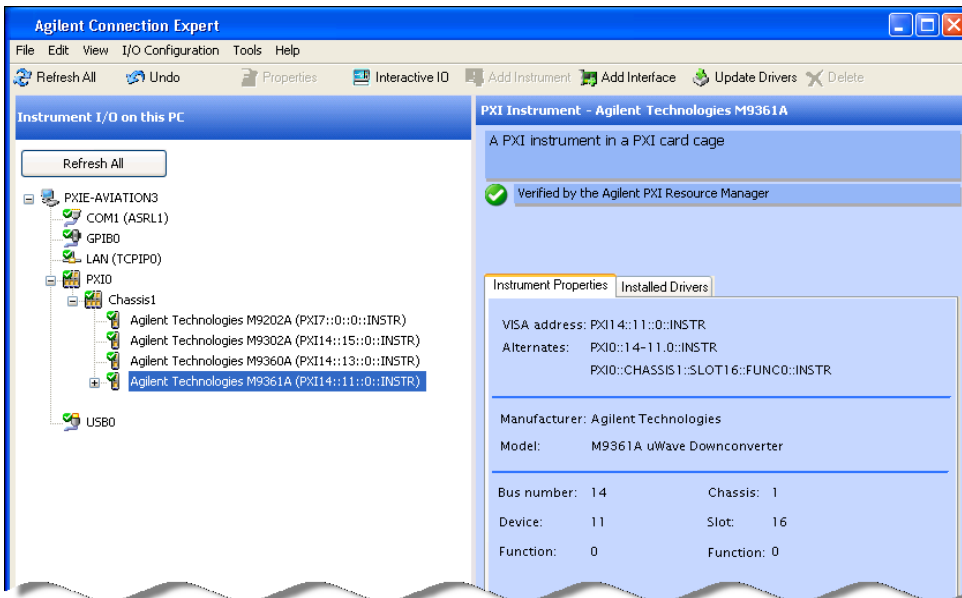 Agilent Connection Expert
File Edit View I/O Configuration Tools Help
Refresh All Undo Properties Interactive IO Add Instrument Add Interface Update Drivers Delete
Instrument I/O on this PC
Refresh All
PXIE-AVIATION3
COM1 (ASRL1)
GPIB0
LAN (TCPIP0)
PXI0
Chassis1
Agilent Technologies M9202A (PXI7::0::0::INSTR)
Agilent Technologies M9302A (PXI14::15::0::INSTR)
Agilent Technologies M9360A (PXI14::13::0::INSTR)
Agilent Technologies M9361A (PXI14::11::0::INSTR)
USB0
PXI Instrument - Agilent Technologies M9361A
A PXI instrument in a PXI card cage
Verified by the Agilent PXI Resource Manager
Instrument Properties Installed Drivers
VISA address: PXI14::11::0::INSTR
Alternates: PXI0::14-11.0::INSTR
PXI0::CHASSIS1::SLOT16::FUNC0::INSTR
Manufacturer: Agilent Technologies
Model: M9361A uWave Downconverter
Bus number: 14 Chassis: 1
Device: 11 Slot: 16
Function: 0 Function: 0